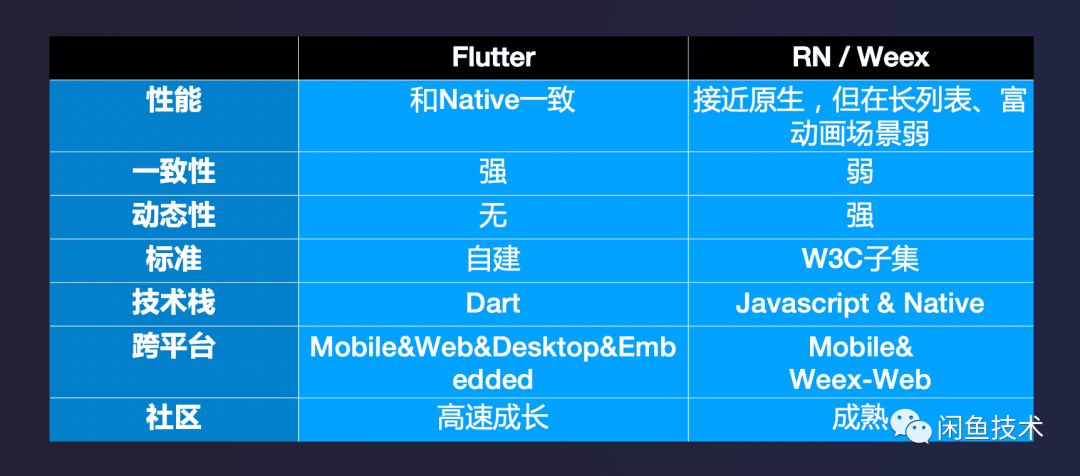 Flutter
RN / Weex
性能
和Native一致
接近原生，但在长列表、富
动画场景弱
一致性
强
弱
动态性
无
强
标准
自建
W3C子集
技术栈
Dart
Javascript & Native
跨平台
Mobile&Web&Desktop&Emb
edded
Mobile&
Weex-Web
社区
高速成长
成熟
闲鱼技术